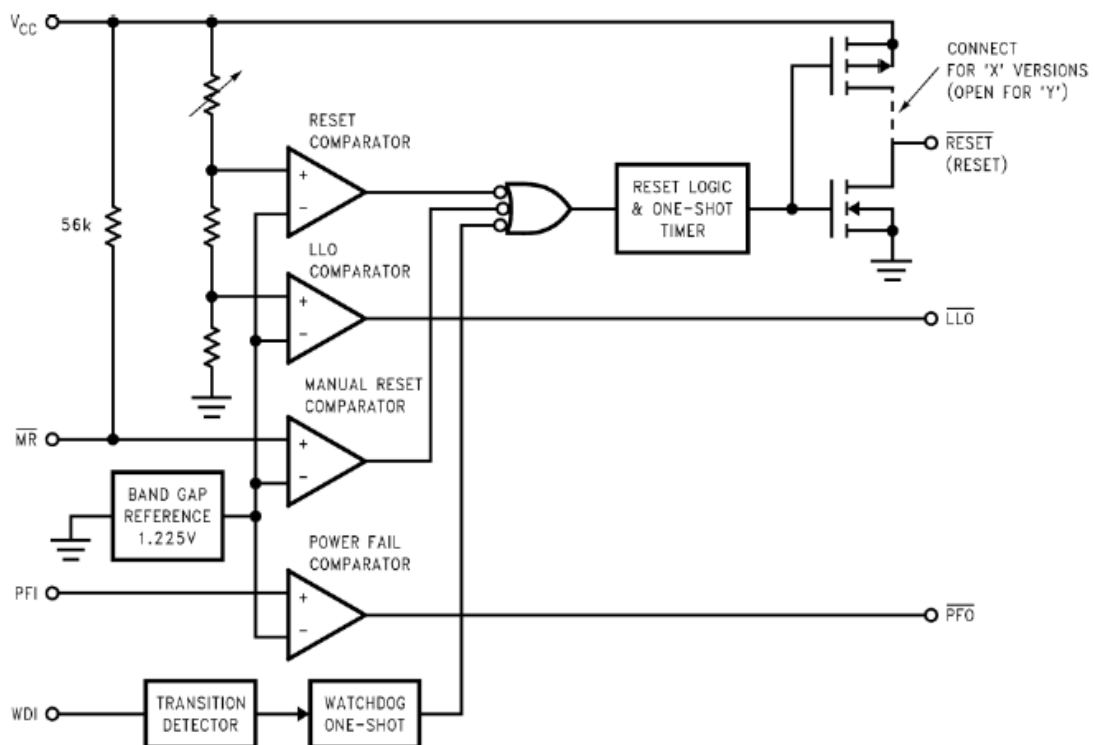 VCC
CONNECT
FOR 'X' VERSIONS
(OPEN FOR 'Y')
RESET
COMPARATOR
+
−
RESET
(RESET)
RESET LOGIC
& ONE-SHOT
TIMER
56k
LLO
COMPARATOR
+
−
LLO
MANUAL RESET
COMPARATOR
MR
+
−
BAND GAP
REFERENCE
1.225V
POWER FAIL
COMPARATOR
PFI
+
−
PFO
WDI
TRANSITION
DETECTOR
WATCHDOG
ONE-SHOT